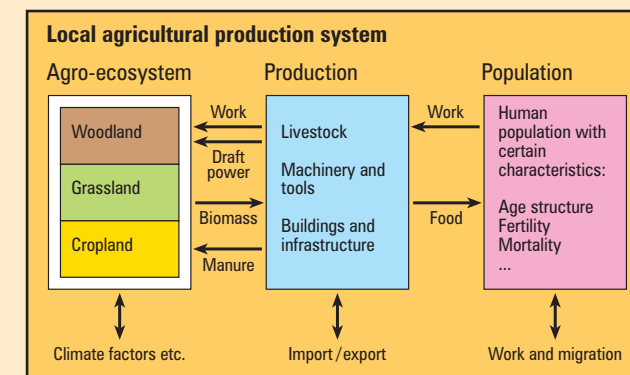 Local agricultural production system
Agro-ecosystem
Production
Population
Woodland
Grassland
Cropland
Work
Draft
power
Biomass
Manure
Livestock
Machinery and
tools
Buildings and
infrastructure
Work
Food
Human
population with
certain
characteristics:
Age structure
Fertility
Mortality
...
Climate factors etc.
Import/export
Work and migration